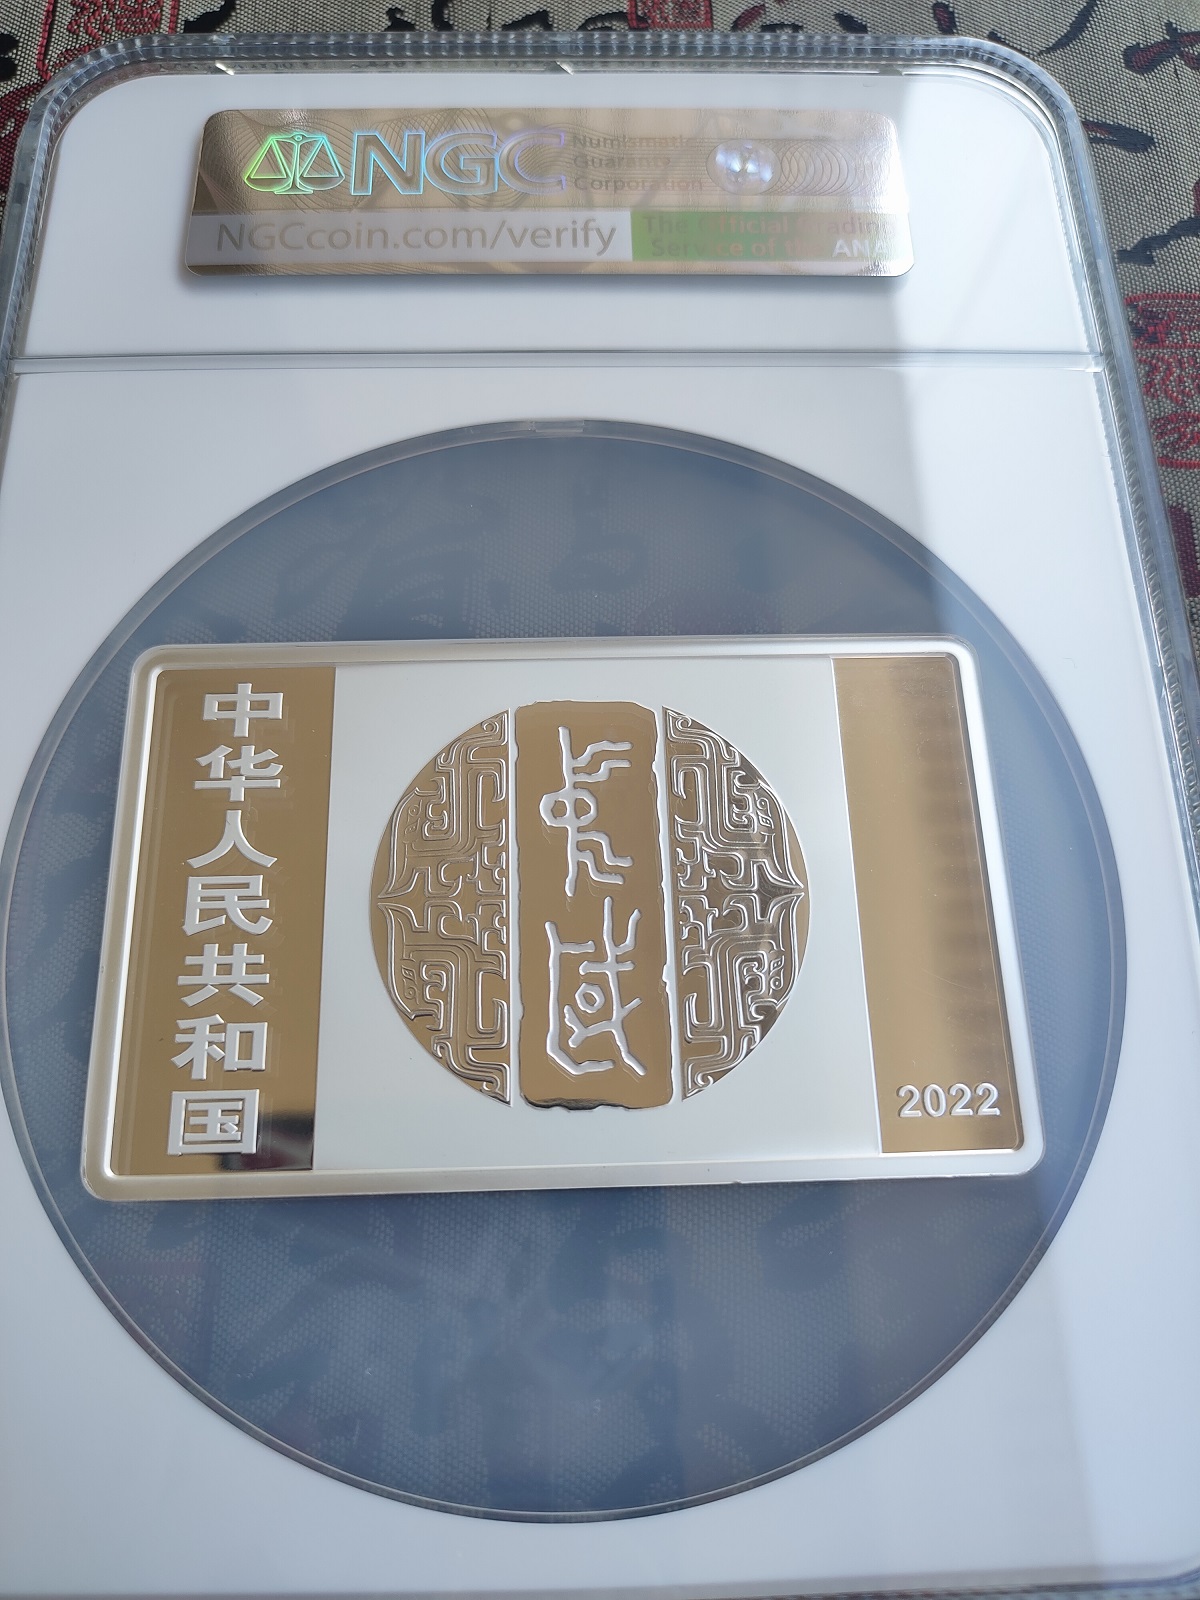 NGC
Numismatic
Guaranty
Corporation
NGCcoin.com/verify
The Official Grading
Service of the ANA
中华人民共和国
2022